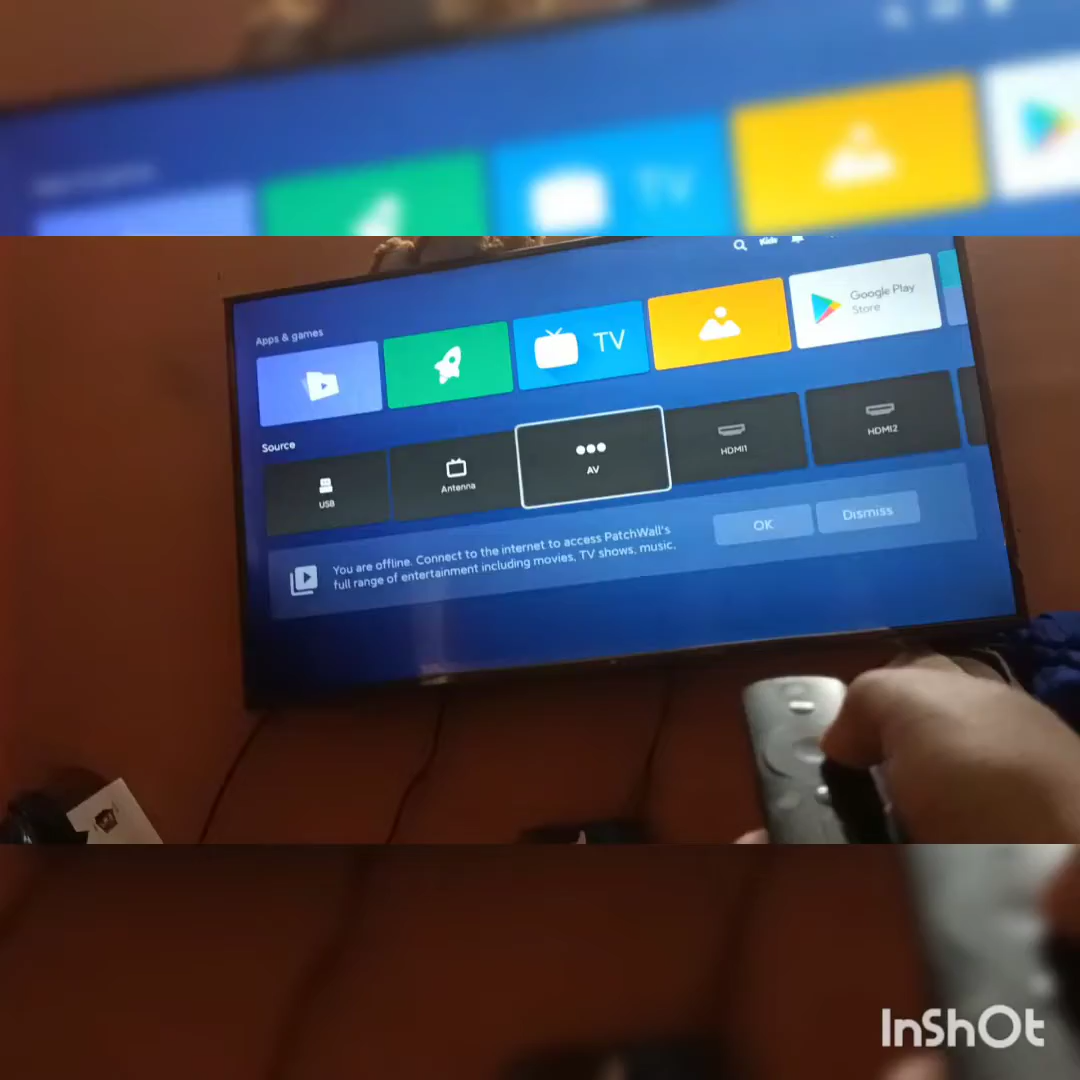 Kids
Apps & games
TV
Google Play
Store
Source
USB
Antenna
AV
HDMI1
HDMI2
You are offline. Connect to the internet to access PatchWall's
full range of entertainment including movies, TV shows, music.
OK
Dismiss
InShOt